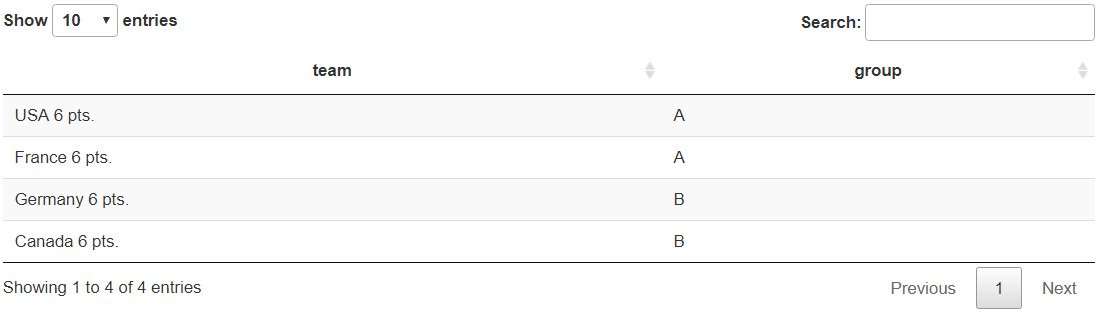 Show 10 entries Search:
team group
USA 6 pts. A
France 6 pts. A
Germany 6 pts. B
Canada 6 pts. B
Showing 1 to 4 of 4 entries Previous 1 Next